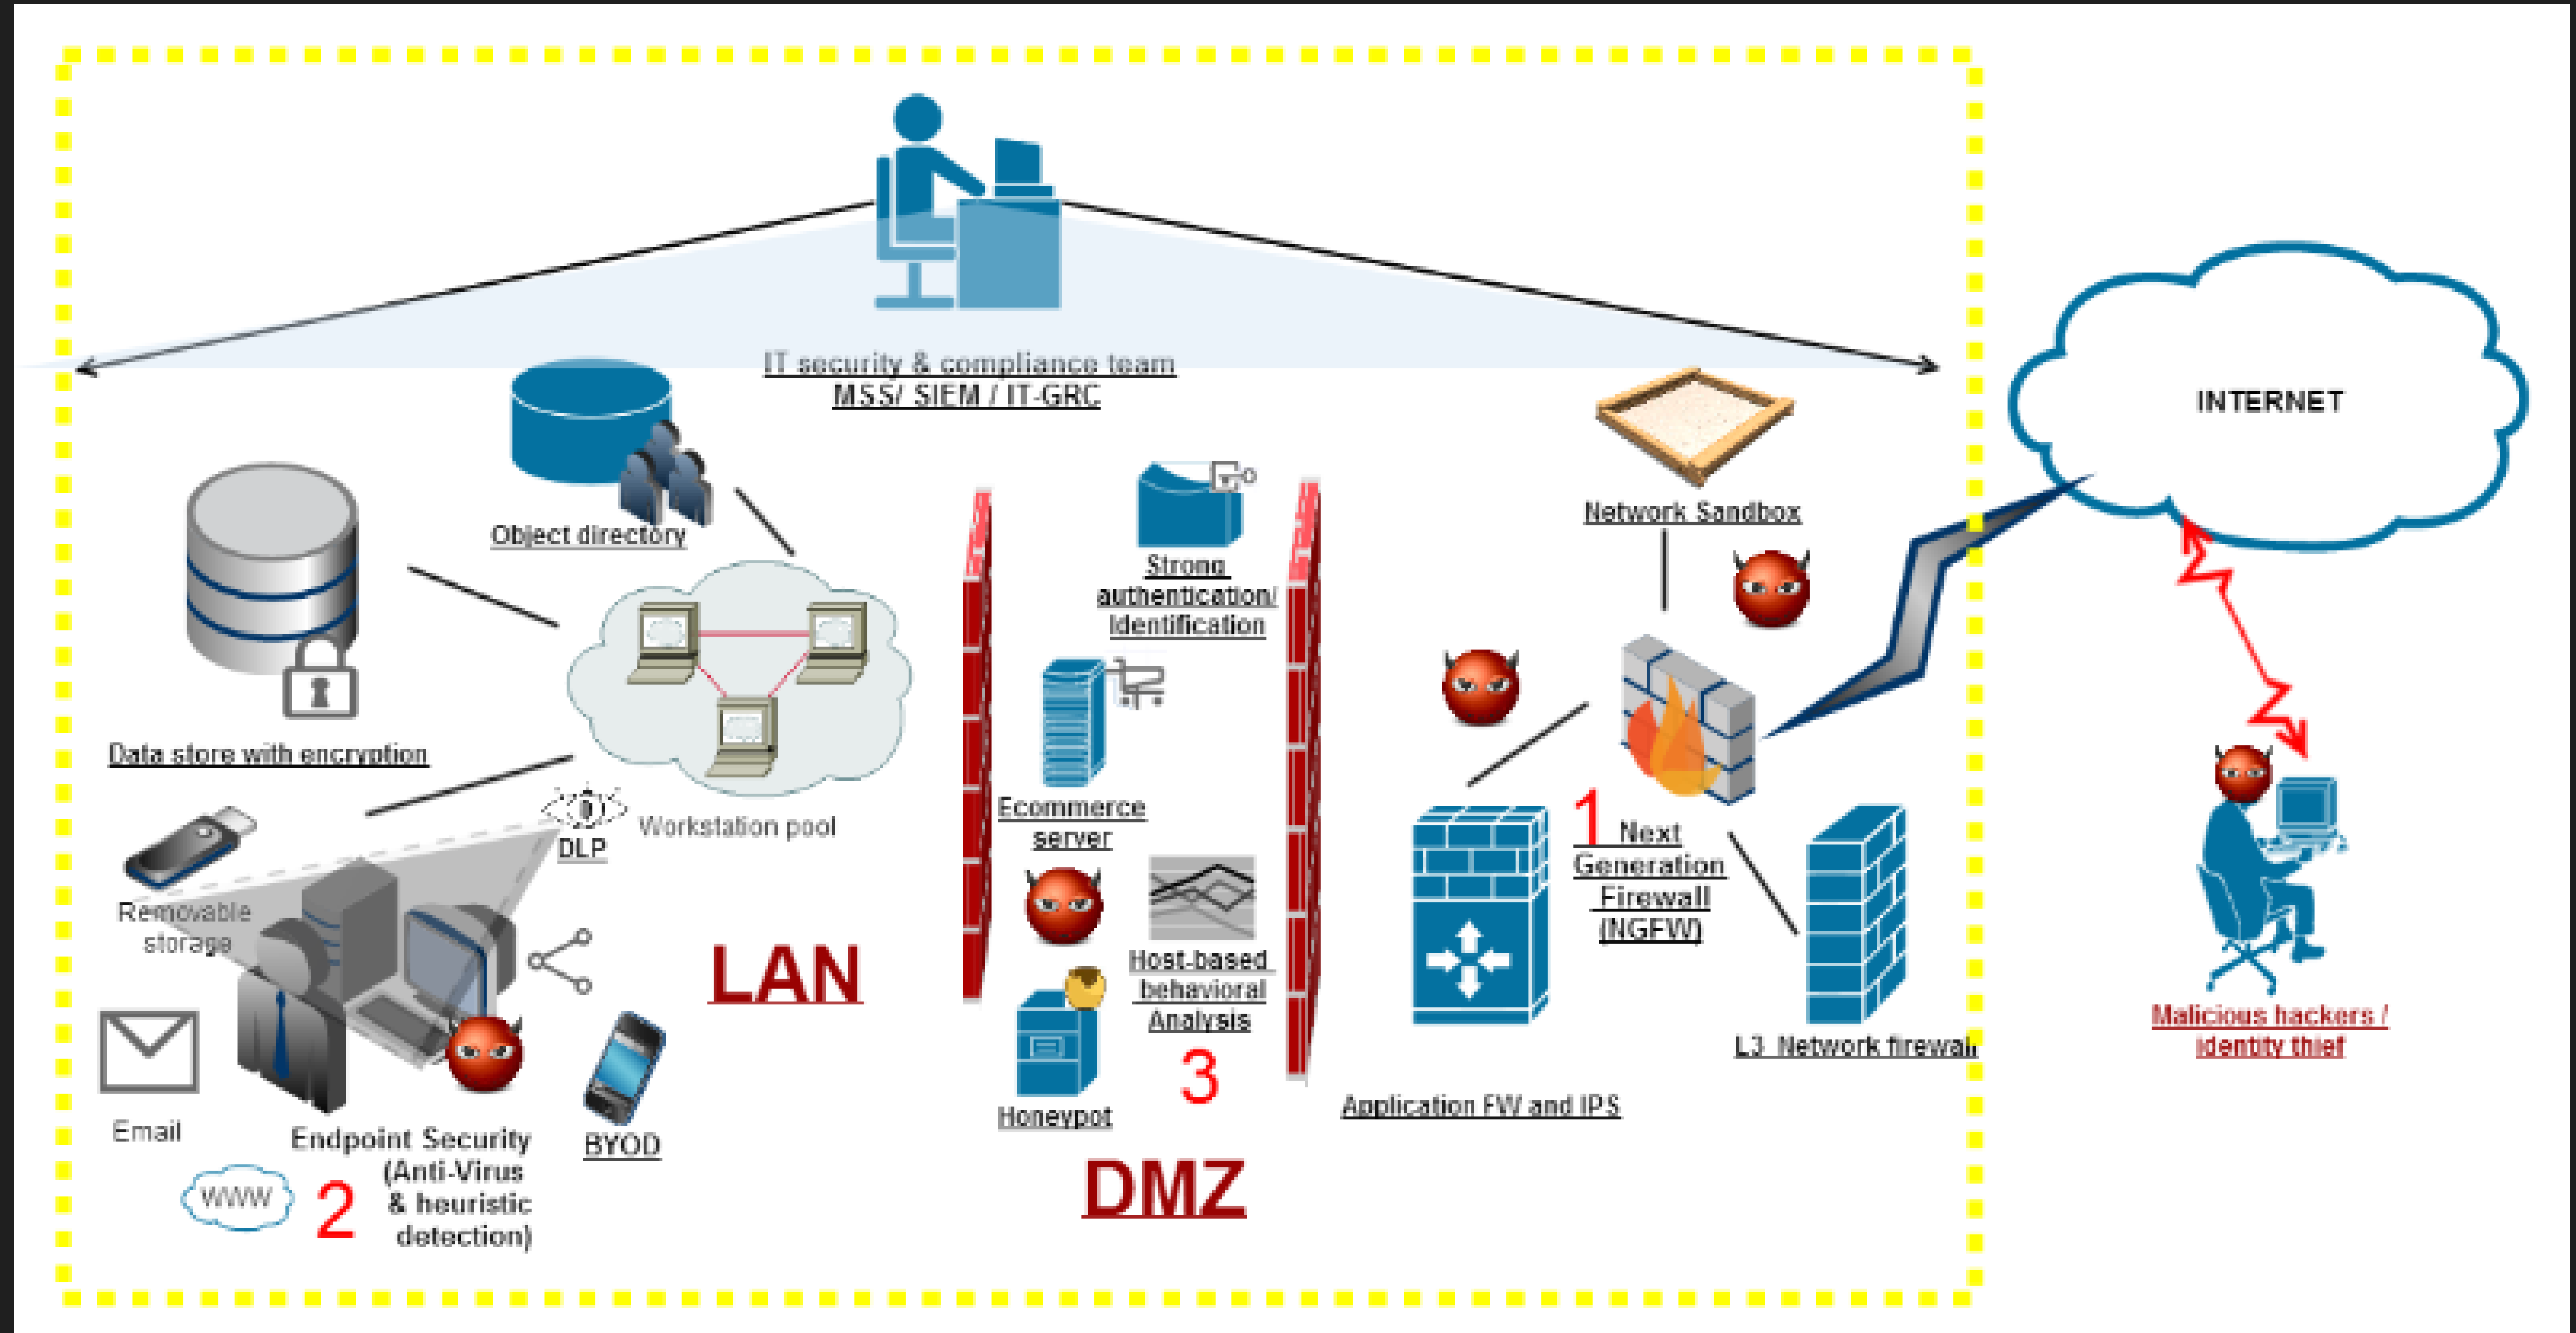 IT security & compliance team
MSS/ SIEM / IT-GRC
INTERNET
Object directory
Network Sandbox
Strong
authentication/
Identification
Data store with encryption
Ecommerce
server
Workstation pool
DLP
1 Next
Generation
Firewall
(NGFW)
Removable
storage
LAN
Host-based
behavioral
Analysis
3
Malicious hackers /
identity thief
L3 Network firewall
Honeypot
Application FW and IPS
Email
Endpoint Security
(Anti-Virus
& heuristic
detection)
BYOD
WWW
2
DMZ